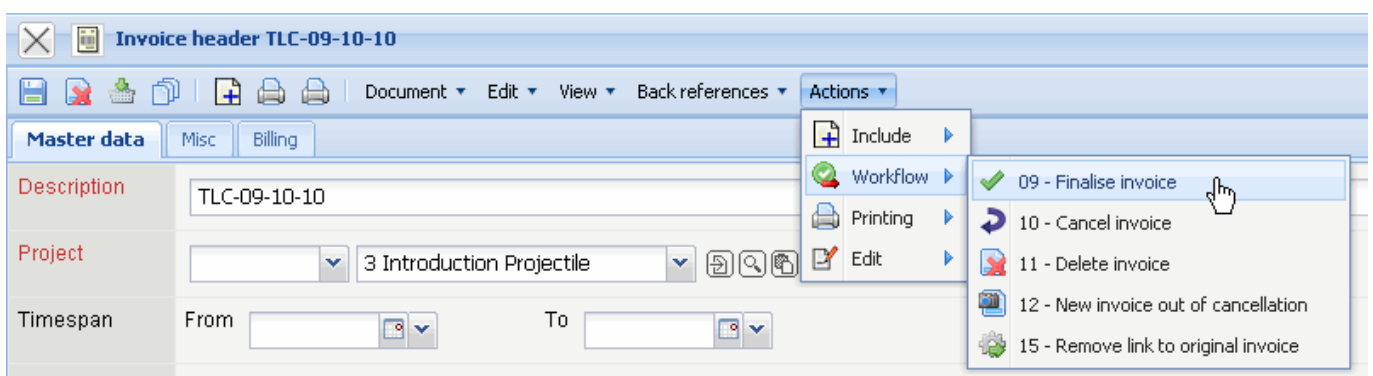 Invoice header TLC-09-10-10
Document Edit View Back references Actions
Master data Misc Billing
Include
Workflow
Printing
Edit
09 - Finalise invoice
10 - Cancel invoice
11 - Delete invoice
12 - New invoice out of cancellation
15 - Remove link to original invoice
Description TLC-09-10-10
Project 3 Introduction Projectile
Timespan From To